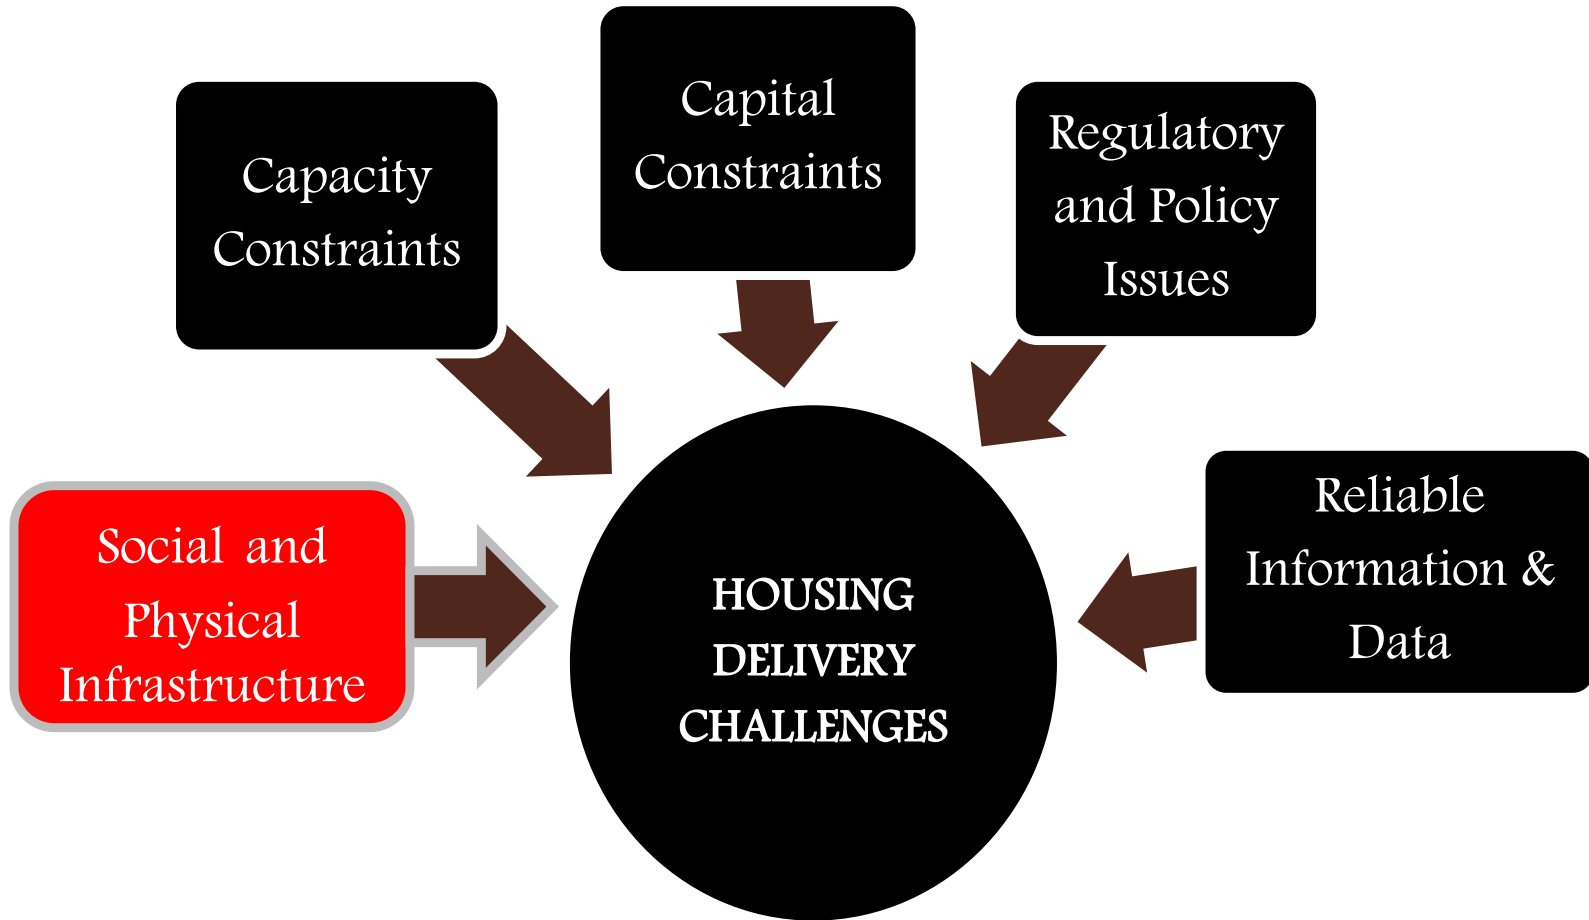 Capital
Constraints
Capacity
Constraints
Regulatory
and Policy
Issues
Social and
Physical
Infrastructure
Reliable
Information &
Data
HOUSING
DELIVERY
CHALLENGES